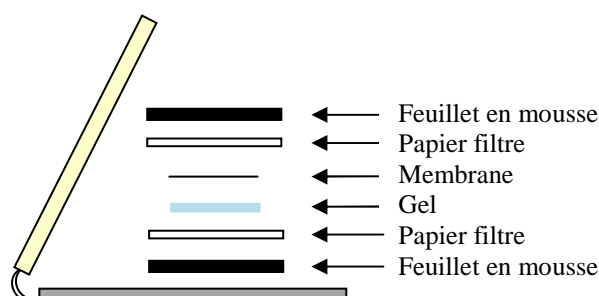 Feuillet en mousse
Papier filtre
Membrane
Gel
Papier filtre
Feuillet en mousse